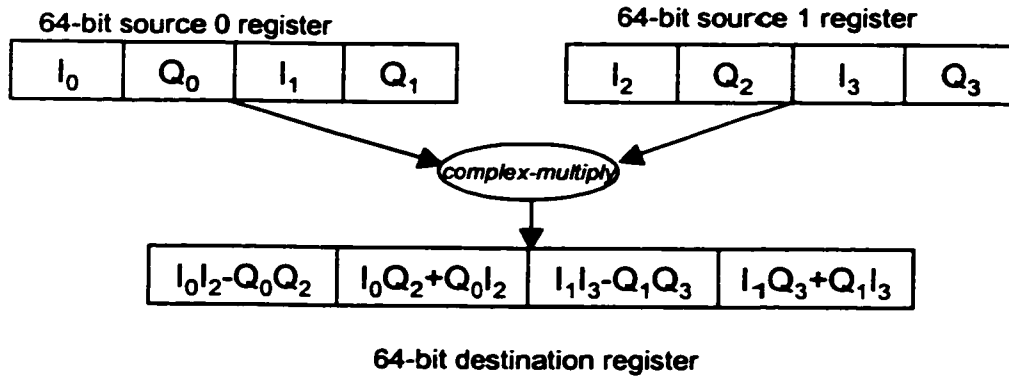 64-bit source 0 register
64-bit source 1 register
I₀ Q₀ I₁ Q₁
I₂ Q₂ I₃ Q₃
complex-multiply
I₀I₂-Q₀Q₂ I₀Q₂+Q₀I₂ I₁I₃-Q₁Q₃ I₁Q₃+Q₁I₃
64-bit destination register